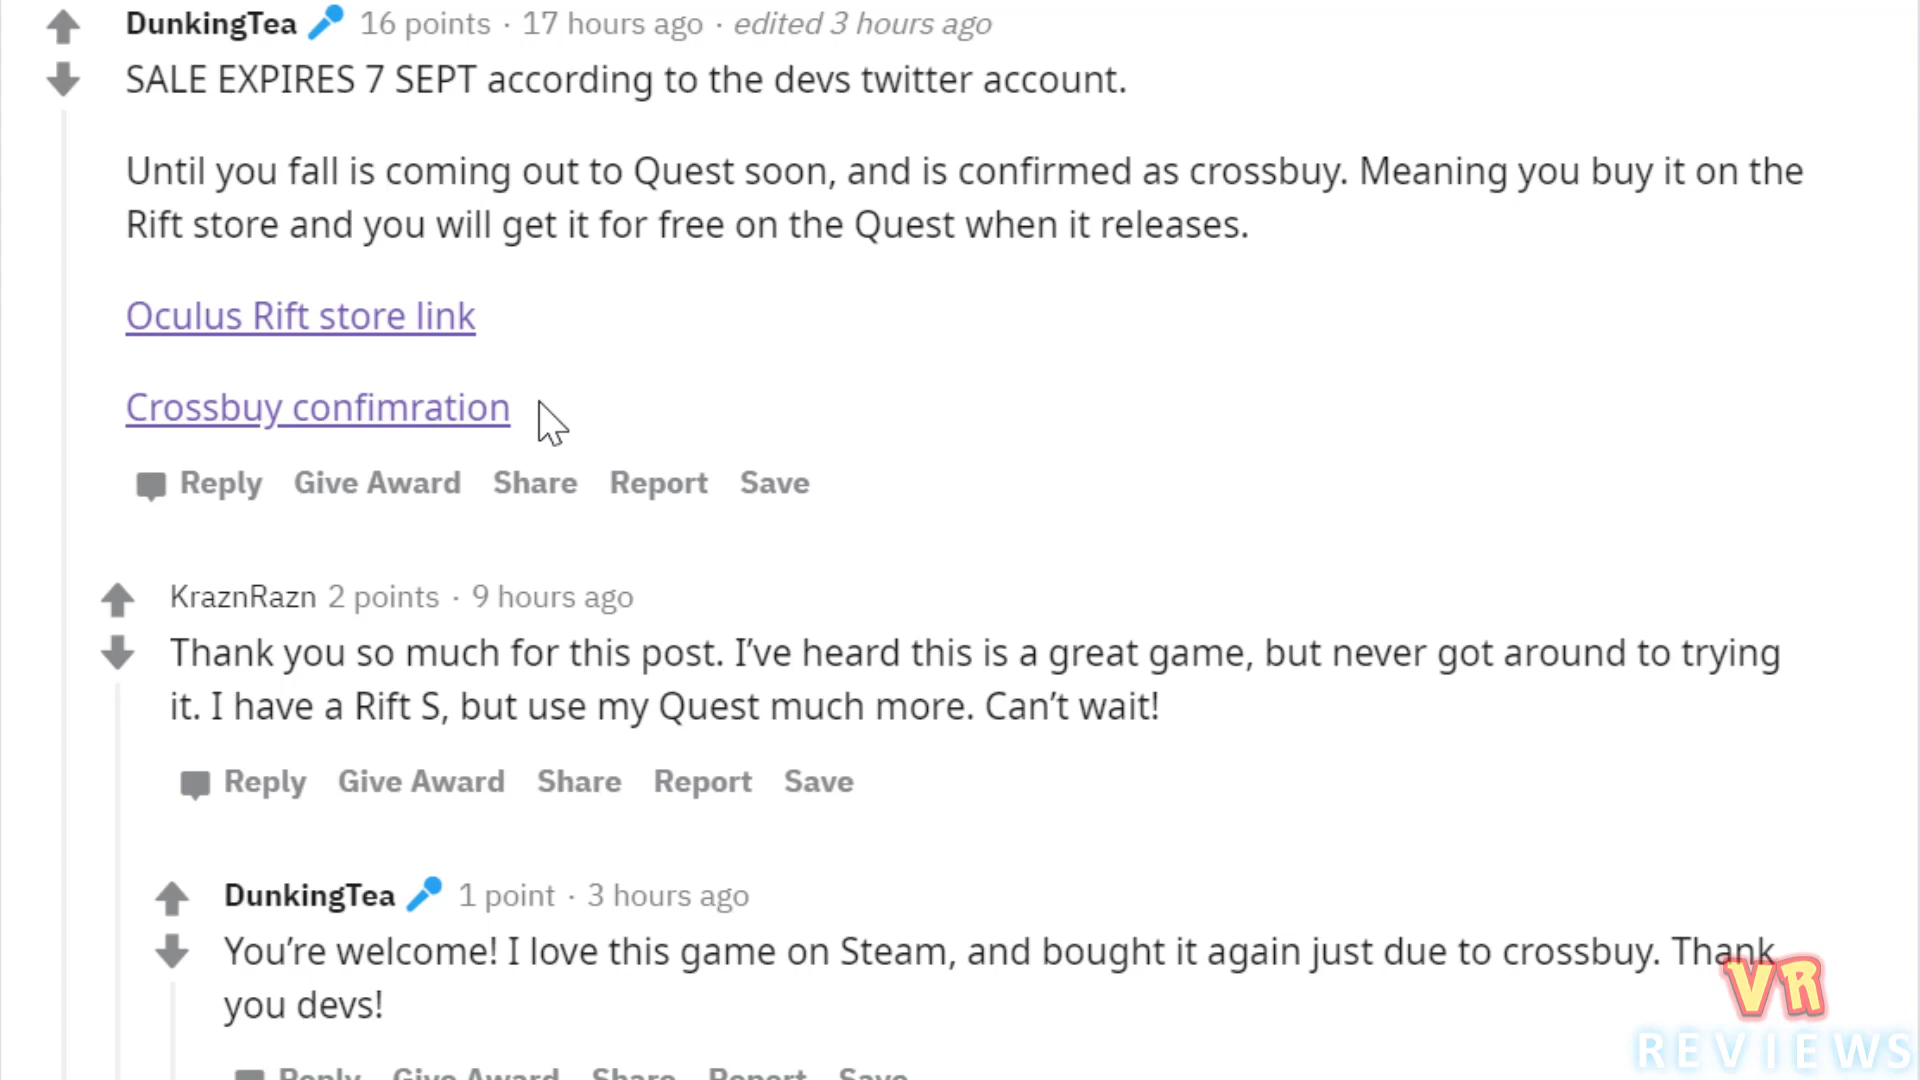 DunkingTea 16 points · 17 hours ago · edited 3 hours ago
SALE EXPIRES 7 SEPT according to the devs twitter account.
Until you fall is coming out to Quest soon, and is confirmed as crossbuy. Meaning you buy it on the
Rift store and you will get it for free on the Quest when it releases.
Oculus Rift store link
Crossbuy confimration
Reply Give Award Share Report Save
KraznRazn 2 points · 9 hours ago
Thank you so much for this post. I’ve heard this is a great game, but never got around to trying
it. I have a Rift S, but use my Quest much more. Can’t wait!
Reply Give Award Share Report Save
DunkingTea 1 point · 3 hours ago
You’re welcome! I love this game on Steam, and bought it again just due to crossbuy. Thank
you devs!
Reply Give Award Share Report Save
VR
REVIEWS